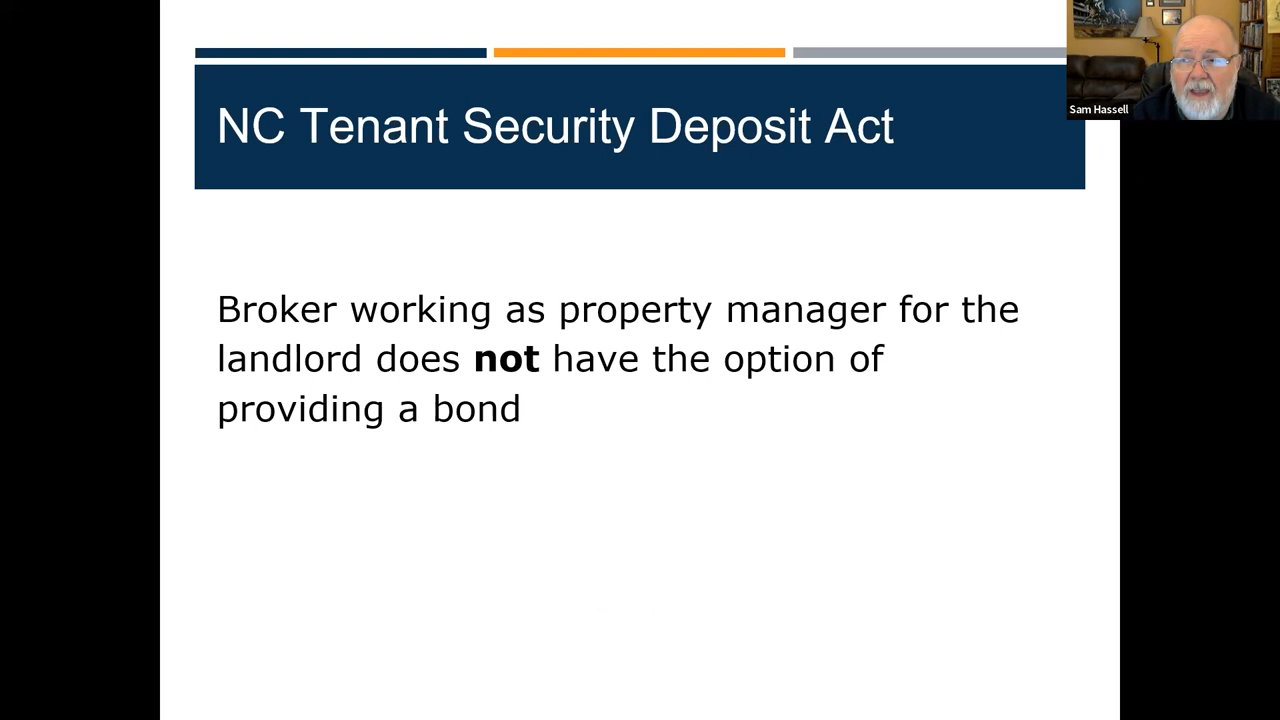 NC Tenant Security Deposit Act
Sam Hassell
Broker working as property manager for the
landlord does not have the option of
providing a bond